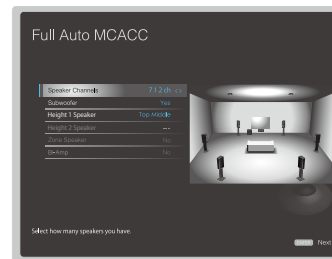 Full Auto MCACC
Speaker Channels 7.1.2 ch <>
Subwoofer Yes
Height 1 Speaker Top Middle
Height 2 Speaker ---
Zone Speaker No
Bi-Amp No
Select how many speakers you have.
Next